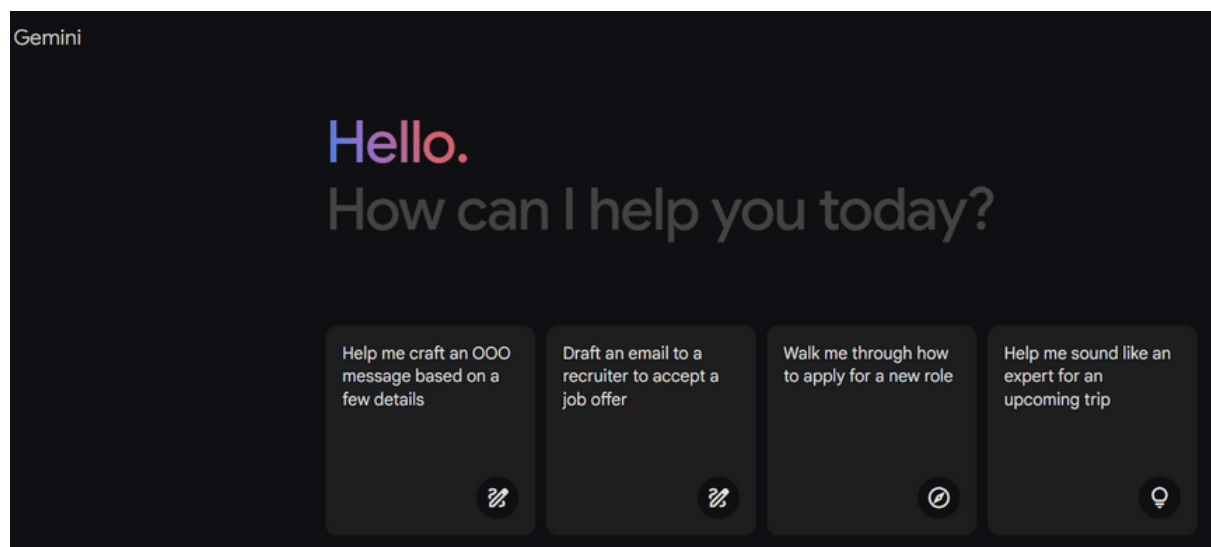 Gemini
Hello.
How can I help you today?
Help me craft an OOO
message based on a
few details
Draft an email to a
recruiter to accept a
job offer
Walk me through how
to apply for a new role
Help me sound like an
expert for an
upcoming trip